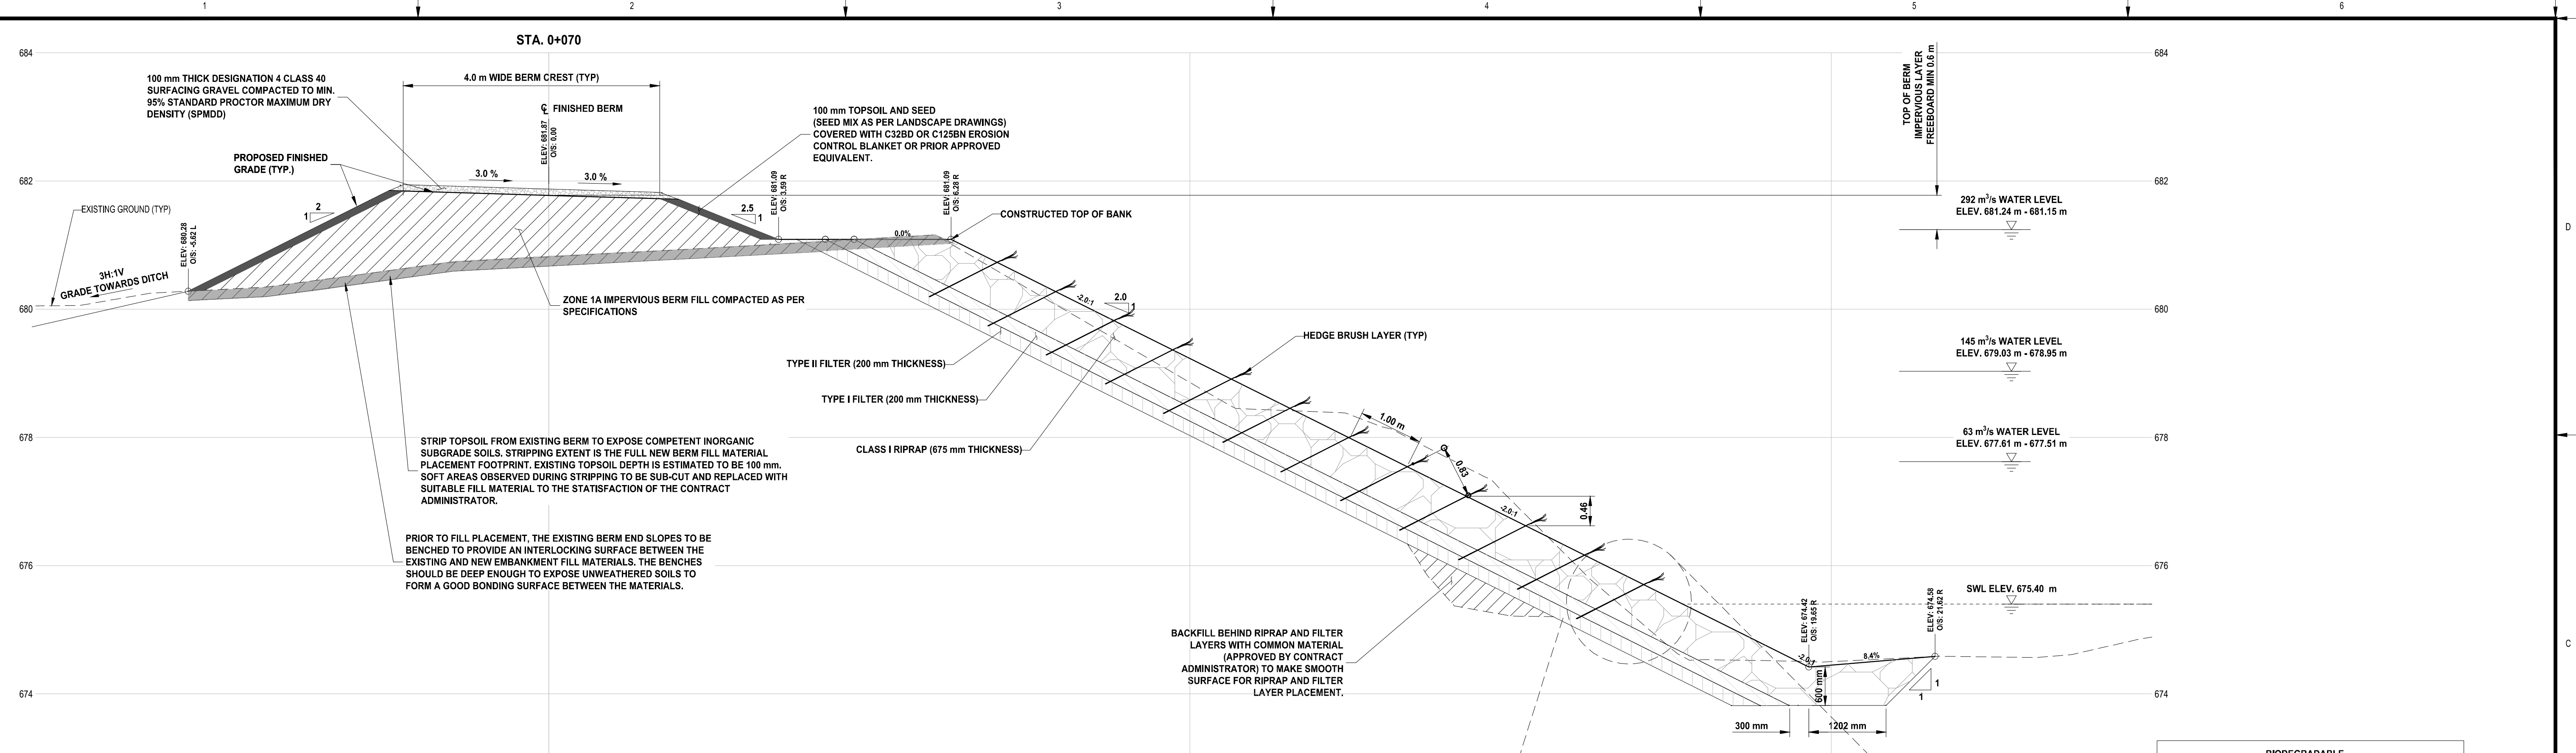 1
2
3
4
5
6
STA. 0+070
684
684
682
682
680
680
678
678
676
676
674
674
D
C
100 mm THICK DESIGNATION 4 CLASS 40
SURFACING GRAVEL COMPACTED TO MIN.
95% STANDARD PROCTOR MAXIMUM DRY
DENSITY (SPMDD)
4.0 m WIDE BERM CREST (TYP)
℄ FINISHED BERM
ELEV: 681.87
O/S: 0.00
100 mm TOPSOIL AND SEED
(SEED MIX AS PER LANDSCAPE DRAWINGS)
COVERED WITH C32BD OR C125BN EROSION
CONTROL BLANKET OR PRIOR APPROVED
EQUIVALENT.
PROPOSED FINISHED
GRADE (TYP.)
3.0 %
3.0 %
EXISTING GROUND (TYP)
2
1
2.5
1
ELEV: 680.28
O/S: -5.62 L
ELEV: 681.09
O/S: 3.59 R
ELEV: 681.09
O/S: 6.28 R
0.0%
CONSTRUCTED TOP OF BANK
3H:1V
GRADE TOWARDS DITCH
ZONE 1A IMPERVIOUS BERM FILL COMPACTED AS PER
SPECIFICATIONS
-2.0:1
2.0
1
HEDGE BRUSH LAYER (TYP)
TYPE II FILTER (200 mm THICKNESS)
TYPE I FILTER (200 mm THICKNESS)
CLASS I RIPRAP (675 mm THICKNESS)
1.00 m
0.83
0.46
-2.0:1
STRIP TOPSOIL FROM EXISTING BERM TO EXPOSE COMPETENT INORGANIC
SUBGRADE SOILS. STRIPPING EXTENT IS THE FULL NEW BERM FILL MATERIAL
PLACEMENT FOOTPRINT. EXISTING TOPSOIL DEPTH IS ESTIMATED TO BE 100 mm.
SOFT AREAS OBSERVED DURING STRIPPING TO BE SUB-CUT AND REPLACED WITH
SUITABLE FILL MATERIAL TO THE STATISFACTION OF THE CONTRACT
ADMINISTRATOR.
PRIOR TO FILL PLACEMENT, THE EXISTING BERM END SLOPES TO BE
BENCHED TO PROVIDE AN INTERLOCKING SURFACE BETWEEN THE
EXISTING AND NEW EMBANKMENT FILL MATERIALS. THE BENCHES
SHOULD BE DEEP ENOUGH TO EXPOSE UNWEATHERED SOILS TO
FORM A GOOD BONDING SURFACE BETWEEN THE MATERIALS.
BACKFILL BEHIND RIPRAP AND FILTER
LAYERS WITH COMMON MATERIAL
(APPROVED BY CONTRACT
ADMINISTRATOR) TO MAKE SMOOTH
SURFACE FOR RIPRAP AND FILTER
LAYER PLACEMENT.
TOP OF BERM
IMPERVIOUS LAYER
FREEBOARD MIN 0.6 m
292 m³/s WATER LEVEL
ELEV. 681.24 m - 681.15 m
145 m³/s WATER LEVEL
ELEV. 679.03 m - 678.95 m
63 m³/s WATER LEVEL
ELEV. 677.61 m - 677.51 m
SWL ELEV. 675.40 m
ELEV: 674.42
O/S: 19.65 R
ELEV: 674.58
O/S: 21.62 R
-2.0:1
8.4%
600 mm
1
1
300 mm
1202 mm
BIODEGRADABLE